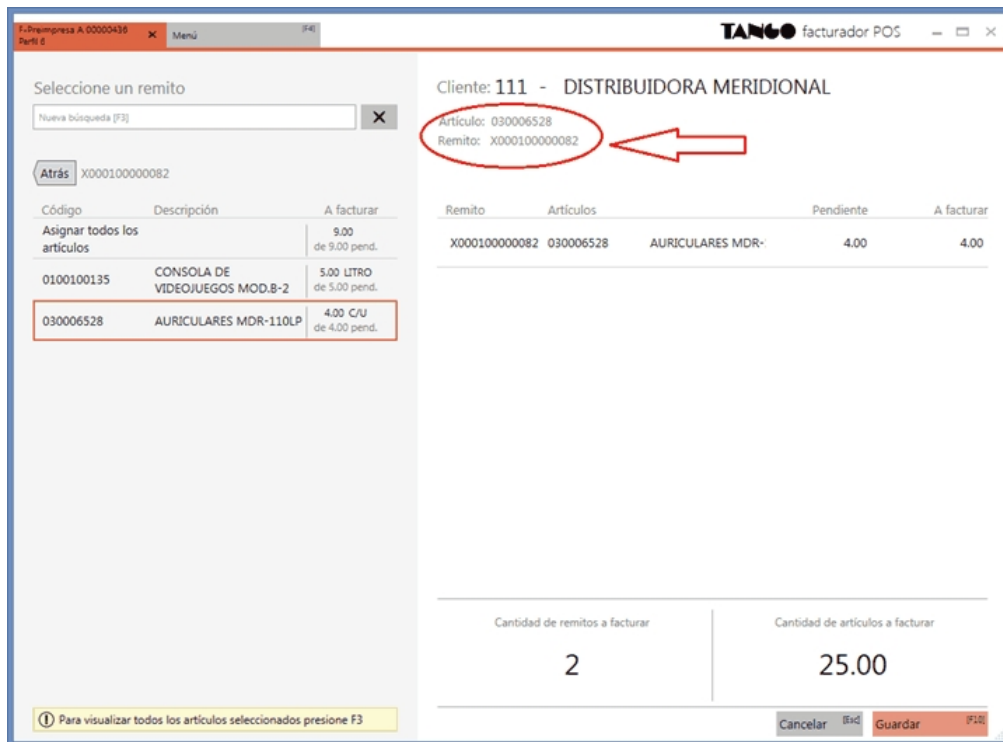 F-Preimpresa A 00000436
Perfil 6
Menú
[F4]
TANGO facturador POS
Seleccione un remito
Nueva búsqueda [F3]
Atrás X000100000082
Código Descripción A facturar
Asignar todos los
artículos
9.00
de 9.00 pend.
0100100135
CONSOLA DE
VIDEOJUEGOS MOD.B-2
5.00 LITRO
de 5.00 pend.
030006528 AURICULARES MDR-110LP
4.00 C/U
de 4.00 pend.
Para visualizar todos los artículos seleccionados presione F3
Cliente: 111 - DISTRIBUIDORA MERIDIONAL
Artículo: 030006528
Remito: X000100000082
Remito Artículos Pendiente A facturar
X000100000082 030006528 AURICULARES MDR- 4.00 4.00
Cantidad de remitos a facturar
2
Cantidad de artículos a facturar
25.00
Cancelar [Esc] Guardar [F10]